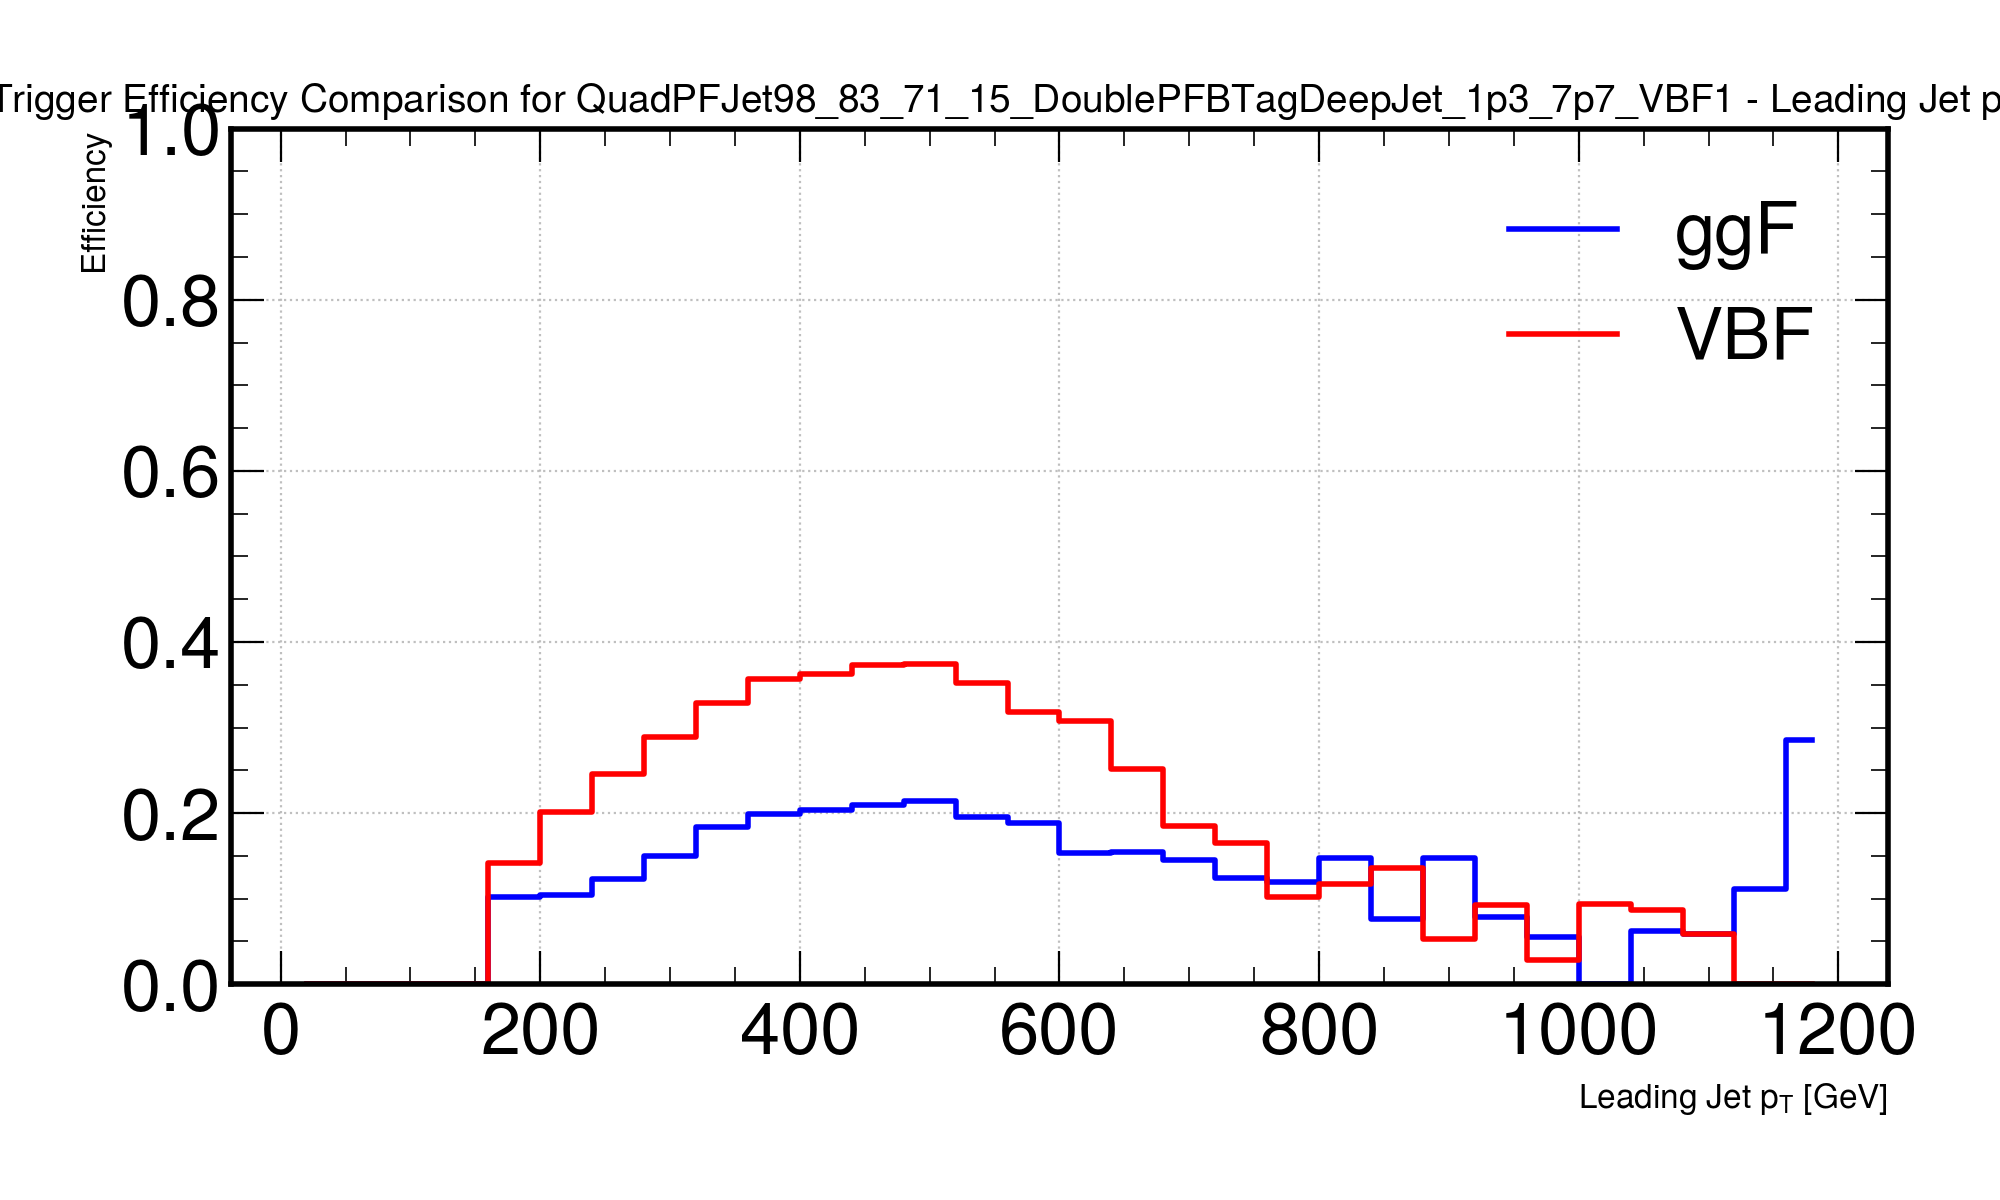 Trigger Efficiency Comparison for QuadPFJet98_83_71_15_DoublePFBTagDeepJet_1p3_7p7_VBF1 - Leading Jet p
Efficiency
1.0
0.8
0.6
0.4
0.2
0.0
ggF
VBF
0 200 400 600 800 1000 1200
Leading Jet pT [GeV]